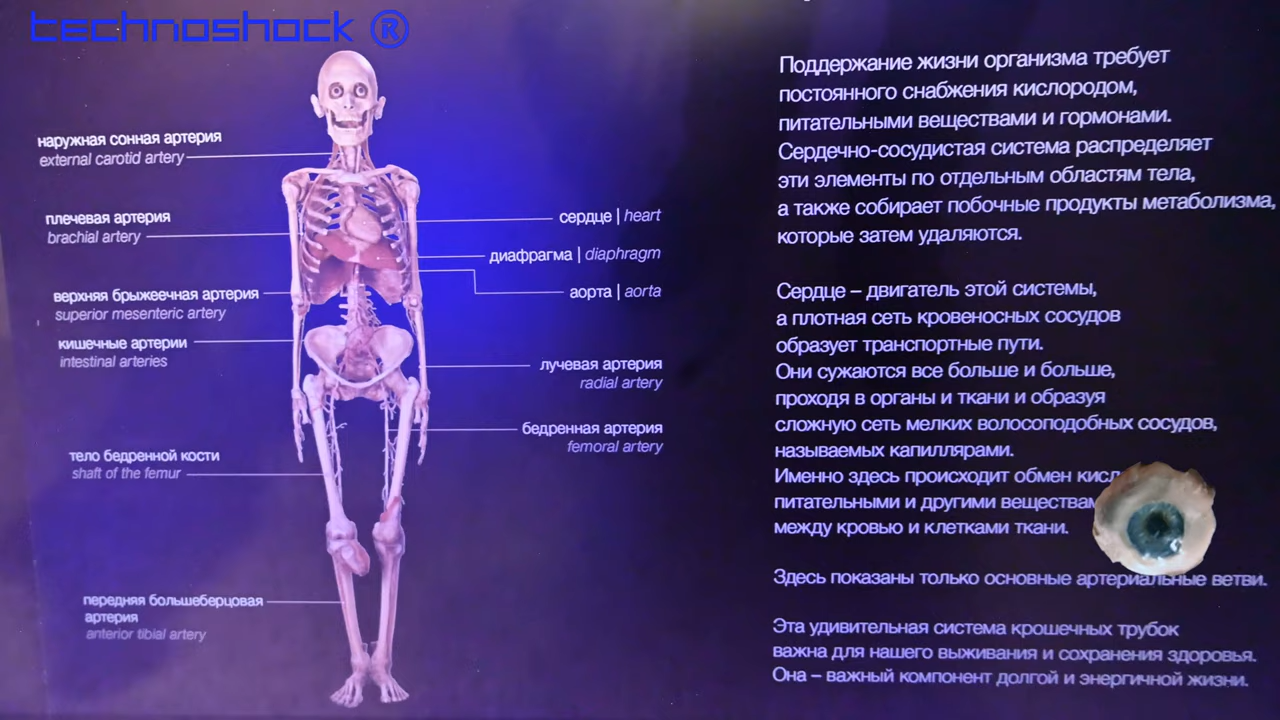 technoshock ®
наружная сонная артерия
external carotid artery
плечевая артерия
brachial artery
верхняя брыжеечная артерия
superior mesenteric artery
кишечные артерии
intestinal arteries
тело бедренной кости
shaft of the femur
передняя большеберцовая
артерия
anterior tibial artery
сердце | heart
диафрагма | diaphragm
аорта | aorta
лучевая артерия
radial artery
бедренная артерия
femoral artery
Поддержание жизни организма требует
постоянного снабжения кислородом,
питательными веществами и гормонами.
Сердечно-сосудистая система распределяет
эти элементы по отдельным областям тела,
а также собирает побочные продукты метаболизма,
которые затем удаляются.
Сердце – двигатель этой системы,
а плотная сеть кровеносных сосудов
образует транспортные пути.
Они сужаются все больше и больше,
проходя в органы и ткани и образуя
сложную сеть мелких волосоподобных сосудов,
называемых капиллярами.
Именно здесь происходит обмен
питательными и другими
между кровью и клетками ткани.
Здесь показаны только основные артериальные ветви.
Эта удивительная система крошечных трубок
важна для нашего выживания и сохранения здоровья.
Она – важный компонент долгой и энергичной жизни.